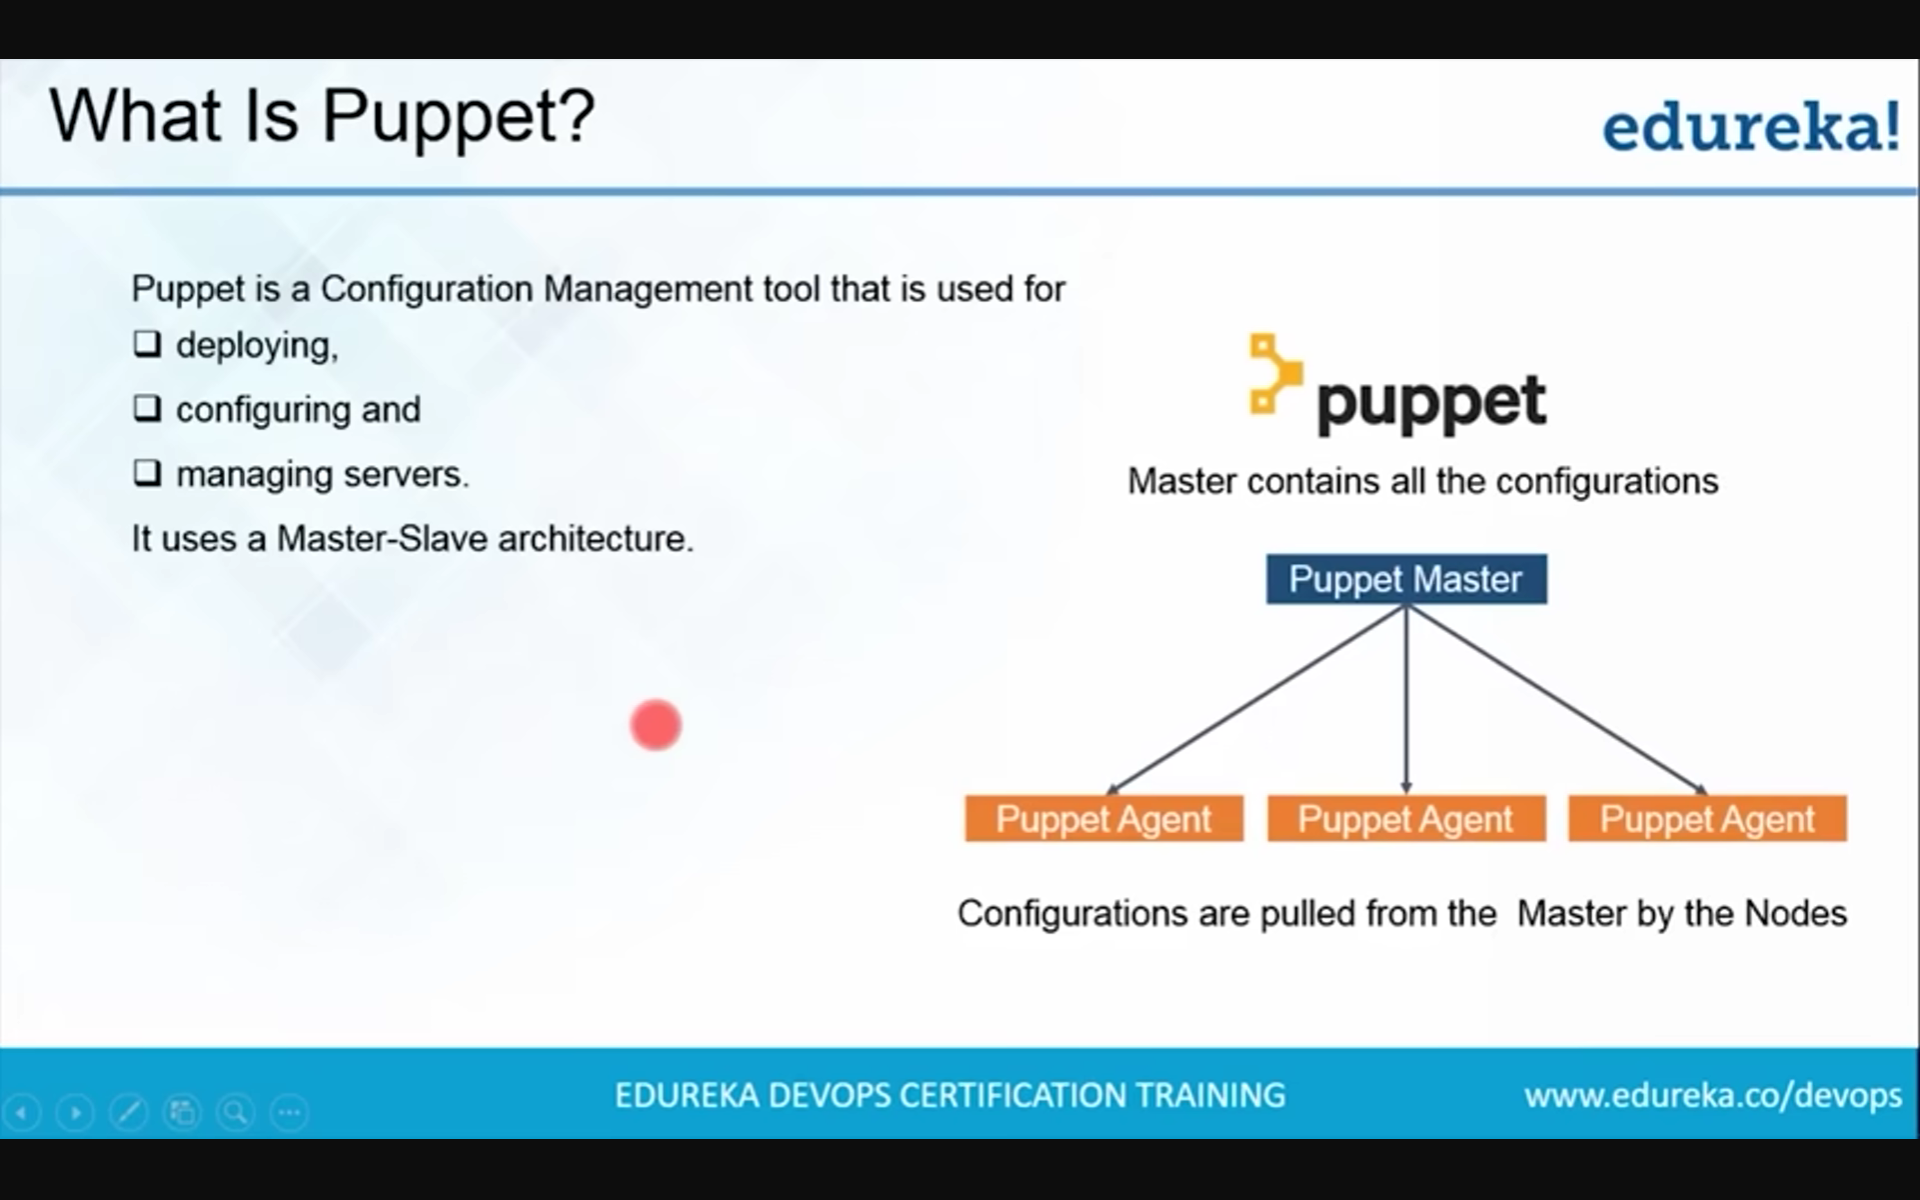 What Is Puppet?
edureka!
Puppet is a Configuration Management tool that is used for
deploying,
configuring and
managing servers.
It uses a Master-Slave architecture.
puppet
Master contains all the configurations
Puppet Master
Puppet Agent
Puppet Agent
Puppet Agent
Configurations are pulled from the Master by the Nodes
EDUREKA DEVOPS CERTIFICATION TRAINING
www.edureka.co/devops